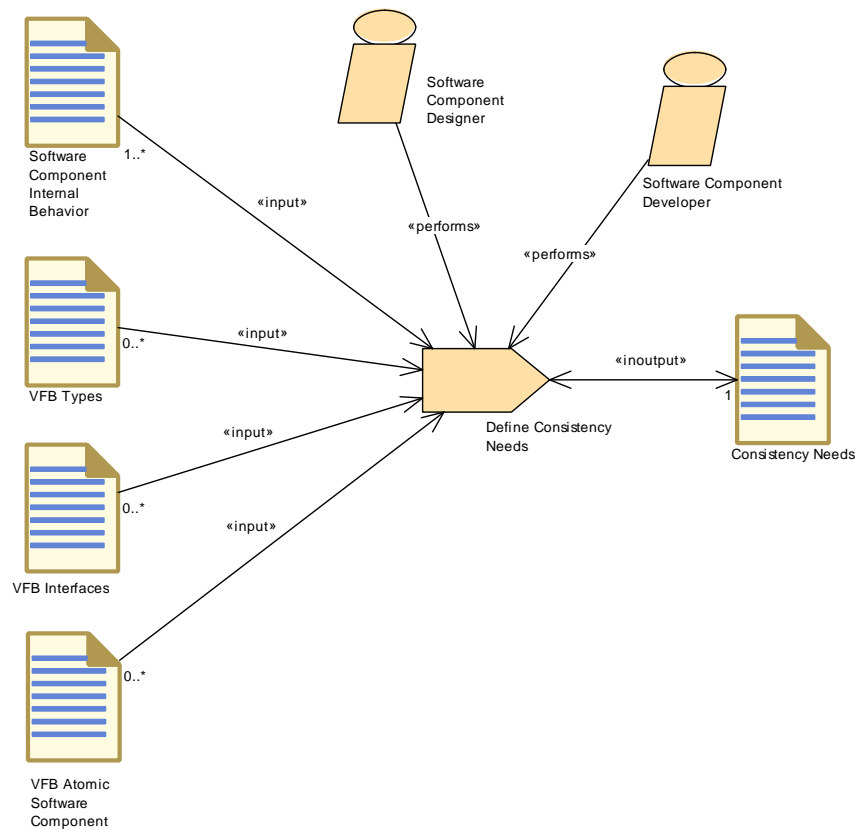 Software
Component
Designer
Software Component
Developer
1..*
Software
Component
Internal
Behavior
«input»
«performs»
«performs»
0..*
«input»
VFB Types
«inoutput»
1
Define Consistency
Needs
Consistency Needs
«input»
0..*
VFB Interfaces
«input»
0..*
VFB Atomic
Software
Component